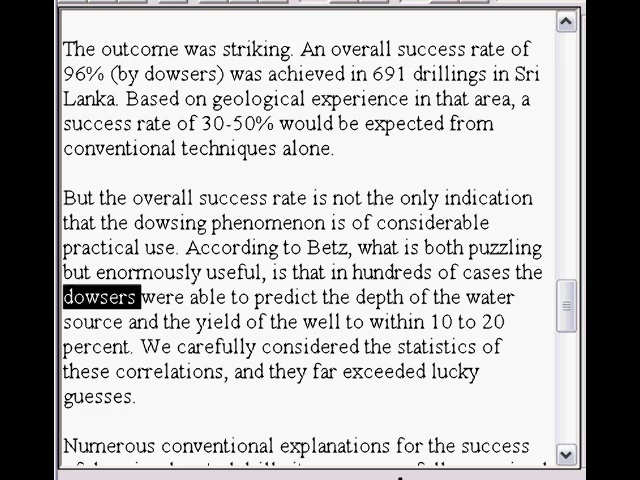 The outcome was striking. An overall success rate of
96% (by dowsers) was achieved in 691 drillings in Sri
Lanka. Based on geological experience in that area, a
success rate of 30-50% would be expected from
conventional techniques alone.
But the overall success rate is not the only indication
that the dowsing phenomenon is of considerable
practical use. According to Betz, what is both puzzling
but enormously useful, is that in hundreds of cases the
dowsers were able to predict the depth of the water
source and the yield of the well to within 10 to 20
percent. We carefully considered the statistics of
these correlations, and they far exceeded lucky
guesses.
Numerous conventional explanations for the success